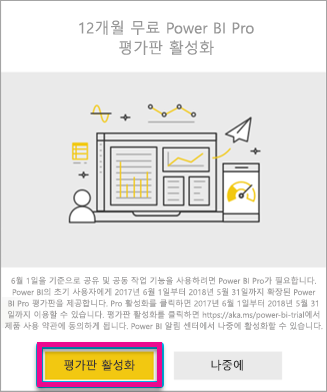 12개월 무료 Power BI Pro
평가판 활성화
6월 1일을 기준으로 공유 및 공동 작업 기능을 사용하려면 Power BI Pro가 필요합니다.
Power BI의 초기 사용자에게 2017년 6월 1일부터 2018년 5월 31일까지 확장된 Power
BI Pro 평가판을 제공합니다. Pro 활성화를 클릭하면 2017년 6월 1일부터 2018년 5월 31
일까지 이용할 수 있습니다. 평가판 활성화를 클릭하면 https://aka.ms/power-bi-trial에서
제품 사용 약관에 동의하게 됩니다. Power BI 알림 센터에서 나중에 활성화할 수 있습니다.
평가판 활성화
나중에